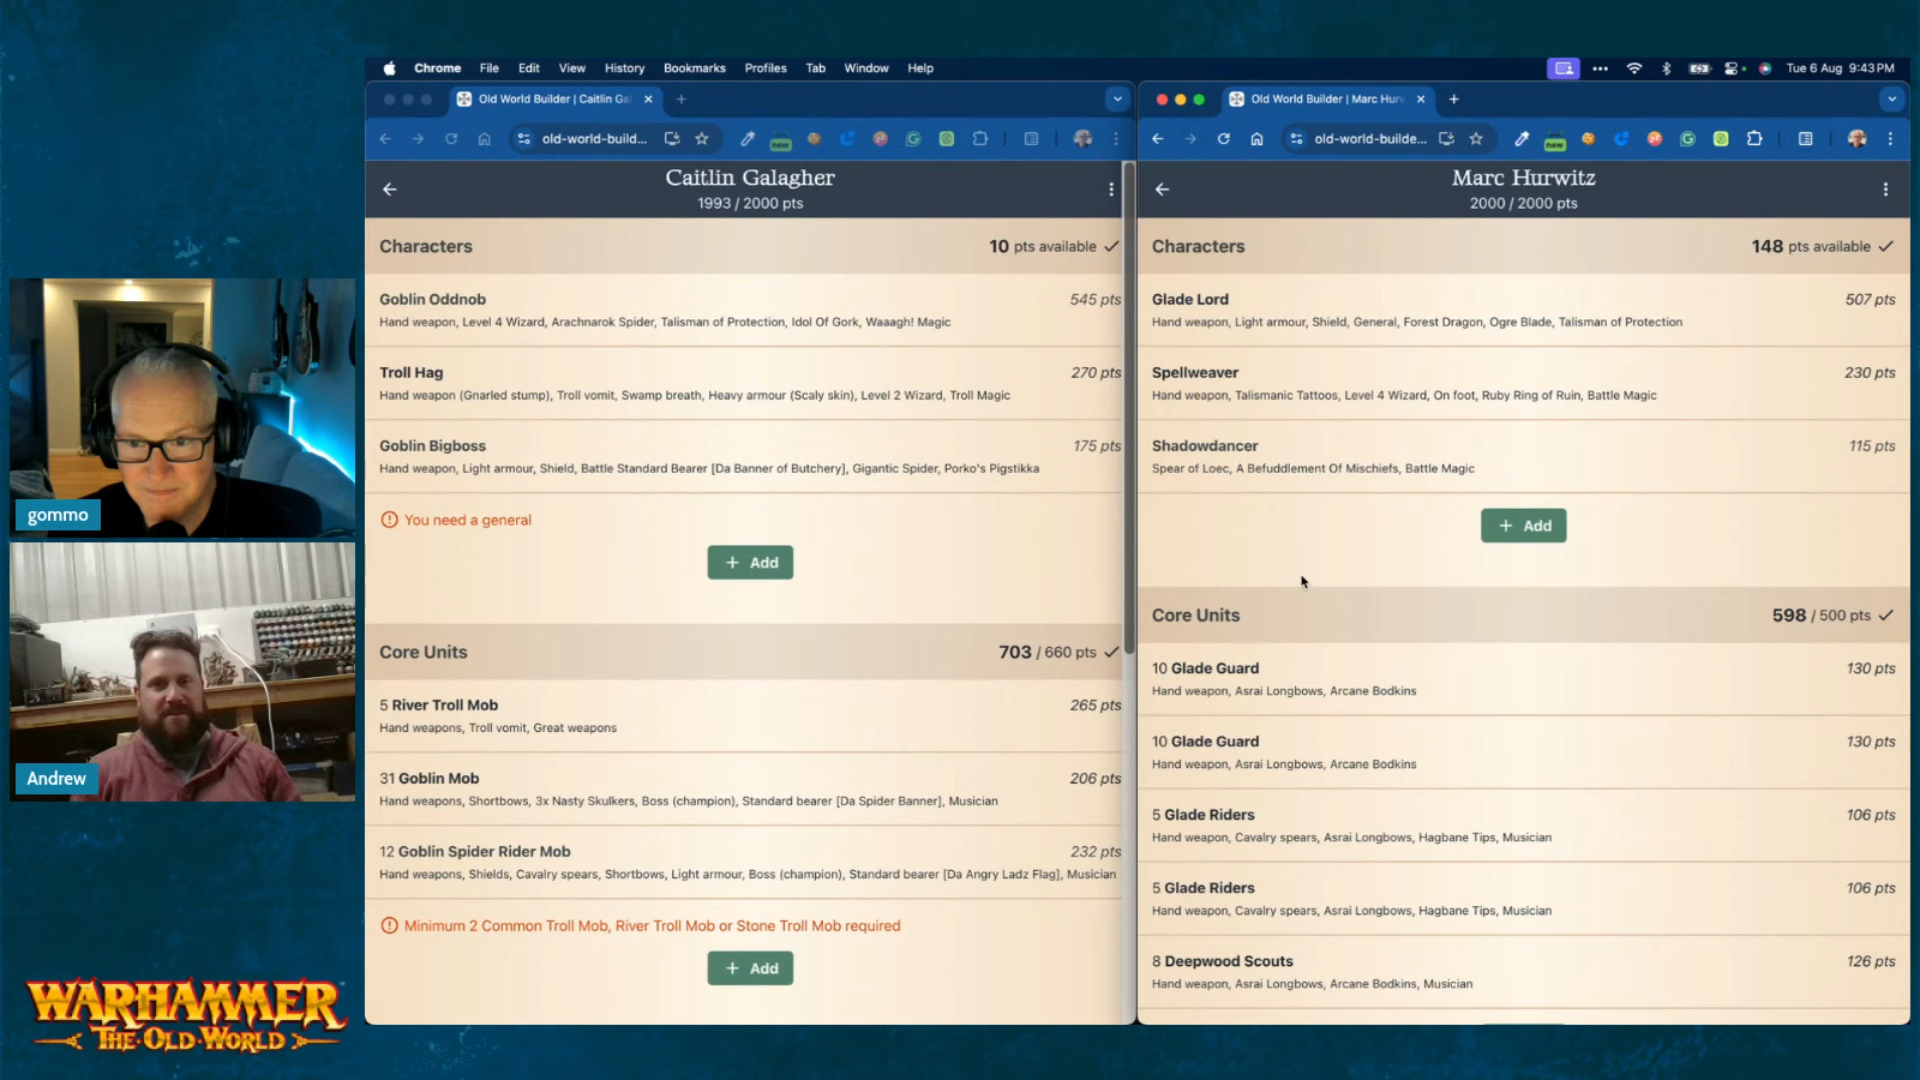 Chrome File Edit View History Bookmarks Profiles Tab Window Help
Tue 6 Aug 9:43 PM
Old World Builder | Caitlin Ga
old-world-build...
new
Caitlin Galagher
1993 / 2000 pts
Characters
10 pts available
Goblin Oddnob
545 pts
Hand weapon, Level 4 Wizard, Arachnarok Spider, Talisman of Protection, Idol Of Gork, Waaagh! Magic
Troll Hag
270 pts
Hand weapon (Gnarled stump), Troll vomit, Swamp breath, Heavy armour (Scaly skin), Level 2 Wizard, Troll Magic
Goblin Bigboss
175 pts
Hand weapon, Light armour, Shield, Battle Standard Bearer [Da Banner of Butchery], Gigantic Spider, Porko's Pigstikka
You need a general
+ Add
Core Units
703 / 660 pts
5 River Troll Mob
265 pts
Hand weapons, Troll vomit, Great weapons
31 Goblin Mob
206 pts
Hand weapons, Shortbows, 3x Nasty Skulkers, Boss (champion), Standard bearer [Da Spider Banner], Musician
12 Goblin Spider Rider Mob
232 pts
Hand weapons, Shields, Cavalry spears, Shortbows, Light armour, Boss (champion), Standard bearer [Da Angry Ladz Flag], Musician
Minimum 2 Common Troll Mob, River Troll Mob or Stone Troll Mob required
+ Add
Old World Builder | Marc Hurw
old-world-builde...
new
Marc Hurwitz
2000 / 2000 pts
Characters
148 pts available
Glade Lord
507 pts
Hand weapon, Light armour, Shield, General, Forest Dragon, Ogre Blade, Talisman of Protection
Spellweaver
230 pts
Hand weapon, Talismanic Tattoos, Level 4 Wizard, On foot, Ruby Ring of Ruin, Battle Magic
Shadowdancer
115 pts
Spear of Loec, A Befuddlement Of Mischiefs, Battle Magic
+ Add
Core Units
598 / 500 pts
10 Glade Guard
130 pts
Hand weapon, Asrai Longbows, Arcane Bodkins
10 Glade Guard
130 pts
Hand weapon, Asrai Longbows, Arcane Bodkins
5 Glade Riders
106 pts
Hand weapon, Cavalry spears, Asrai Longbows, Hagbane Tips, Musician
5 Glade Riders
106 pts
Hand weapon, Cavalry spears, Asrai Longbows, Hagbane Tips, Musician
8 Deepwood Scouts
126 pts
Hand weapon, Asrai Longbows, Arcane Bodkins, Musician
gommo
Andrew
WARHAMMER
THE OLD WORLD